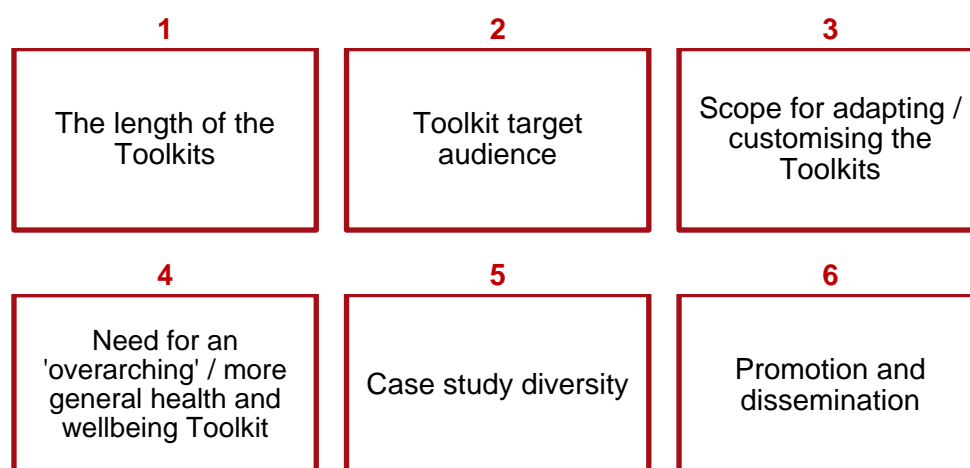 1
The length of the
Toolkits
2
Toolkit target
audience
3
Scope for adapting /
customising the
Toolkits
4
Need for an
'overarching' / more
general health and
wellbeing Toolkit
5
Case study diversity
6
Promotion and
dissemination